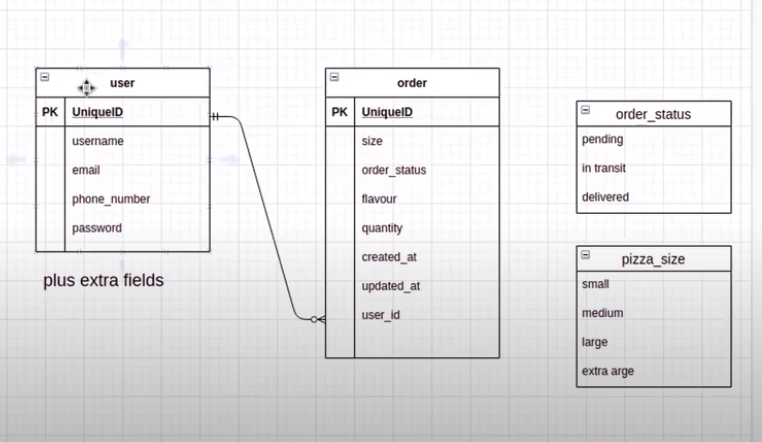 user
PK UniqueID
username
email
phone_number
password
plus extra fields
order
PK UniqueID
size
order_status
flavour
quantity
created_at
updated_at
user_id
order_status
pending
in transit
delivered
pizza_size
small
medium
large
extra arge